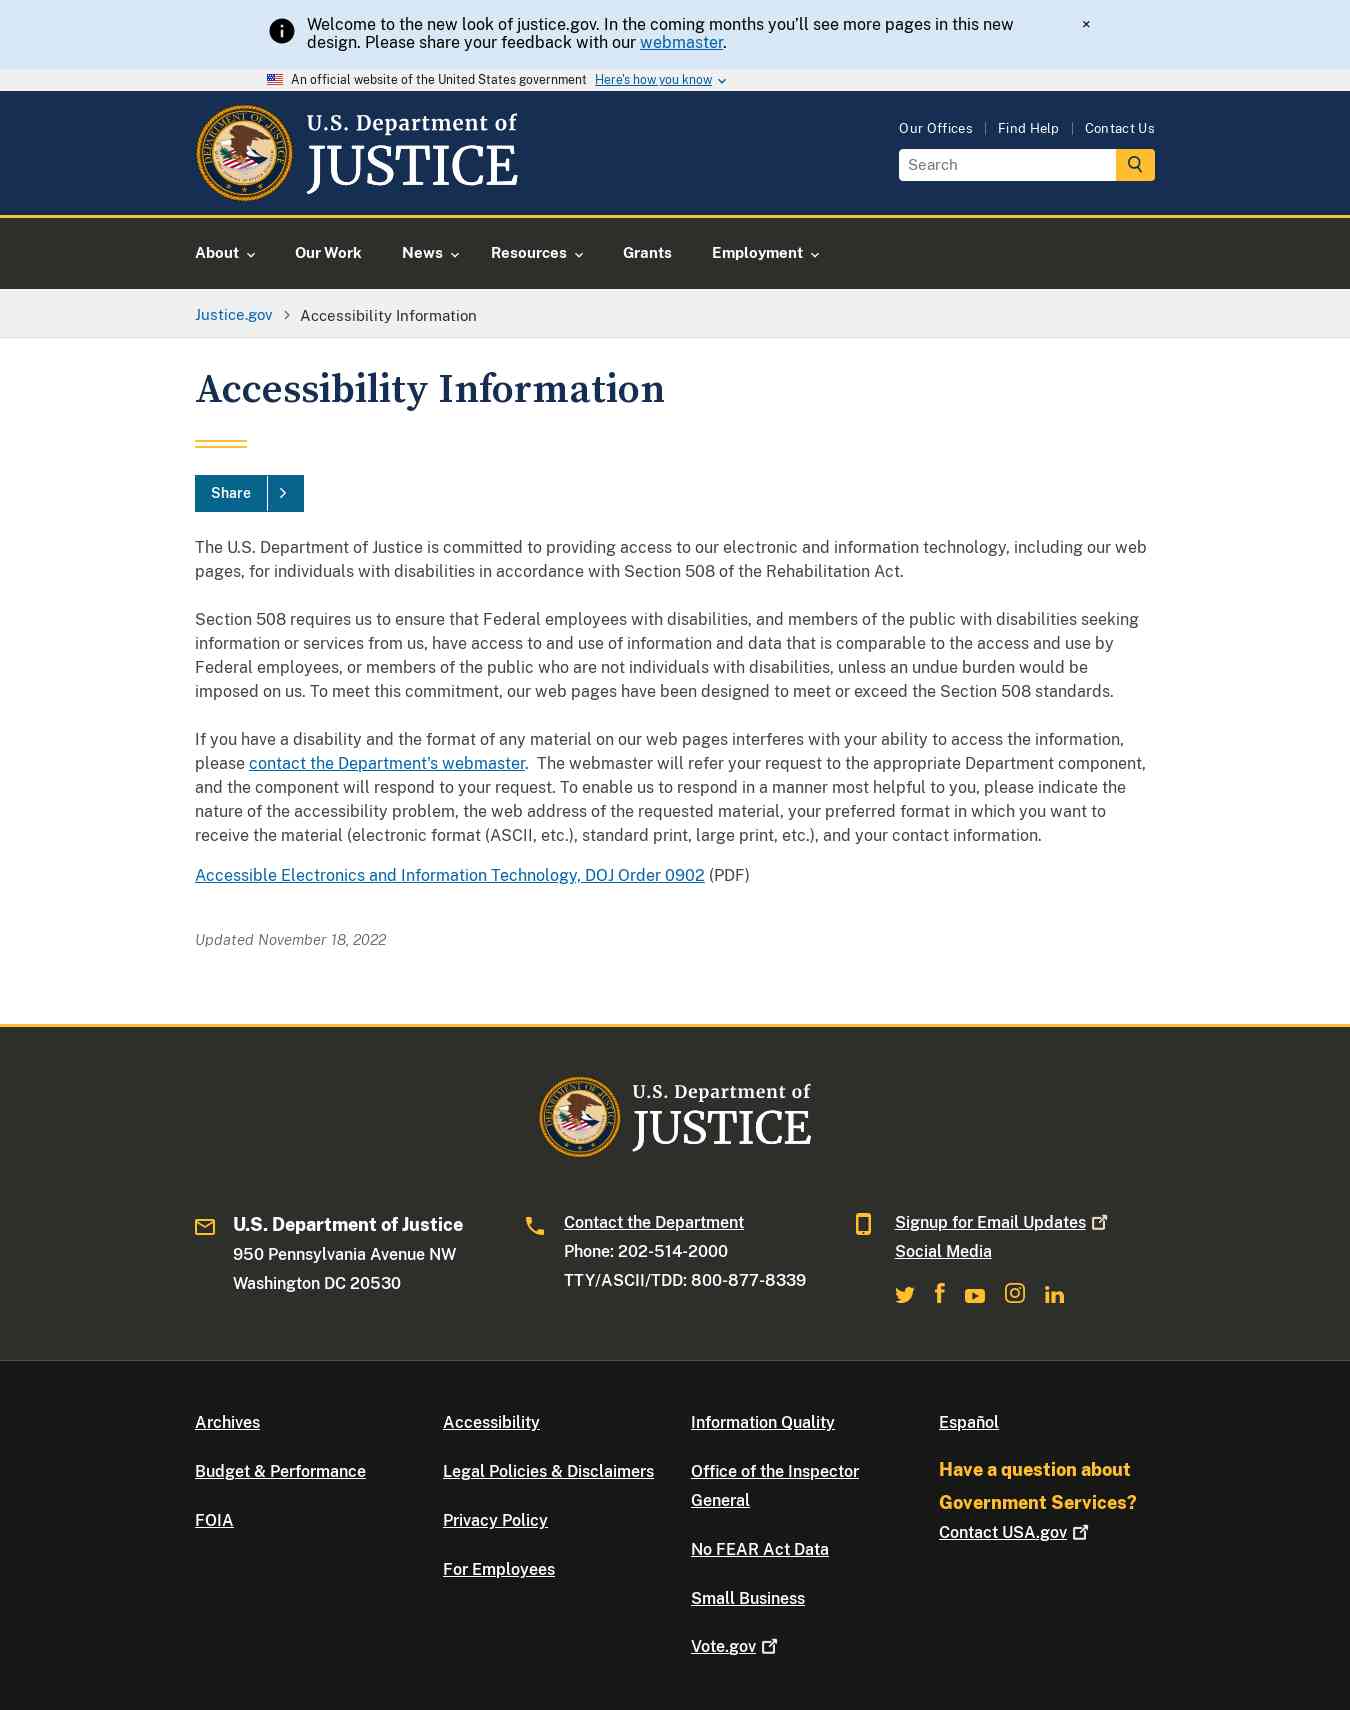 Welcome to the new look of justice.gov. In the coming months you’ll see more pages in this new
design. Please share your feedback with our webmaster.
×
An official website of the United States government Here's how you know
U.S. Department of
JUSTICE
Our Offices
Find Help
Contact Us
Search
About
Our Work
News
Resources
Grants
Employment
Justice.gov
Accessibility Information
Accessibility Information
Share
The U.S. Department of Justice is committed to providing access to our electronic and information technology, including our web
pages, for individuals with disabilities in accordance with Section 508 of the Rehabilitation Act.
Section 508 requires us to ensure that Federal employees with disabilities, and members of the public with disabilities seeking
information or services from us, have access to and use of information and data that is comparable to the access and use by
Federal employees, or members of the public who are not individuals with disabilities, unless an undue burden would be
imposed on us. To meet this commitment, our web pages have been designed to meet or exceed the Section 508 standards.
If you have a disability and the format of any material on our web pages interferes with your ability to access the information,
please contact the Department's webmaster.  The webmaster will refer your request to the appropriate Department component,
and the component will respond to your request. To enable us to respond in a manner most helpful to you, please indicate the
nature of the accessibility problem, the web address of the requested material, your preferred format in which you want to
receive the material (electronic format (ASCII, etc.), standard print, large print, etc.), and your contact information.
Accessible Electronics and Information Technology, DOJ Order 0902 (PDF)
Updated November 18, 2022
U.S. Department of
JUSTICE
U.S. Department of Justice
950 Pennsylvania Avenue NW
Washington DC 20530
Contact the Department
Phone: 202-514-2000
TTY/ASCII/TDD: 800-877-8339
Signup for Email Updates
Social Media
Archives
Budget & Performance
FOIA
Accessibility
Legal Policies & Disclaimers
Privacy Policy
For Employees
Information Quality
Office of the Inspector
General
No FEAR Act Data
Small Business
Vote.gov
Español
Have a question about
Government Services?
Contact USA.gov